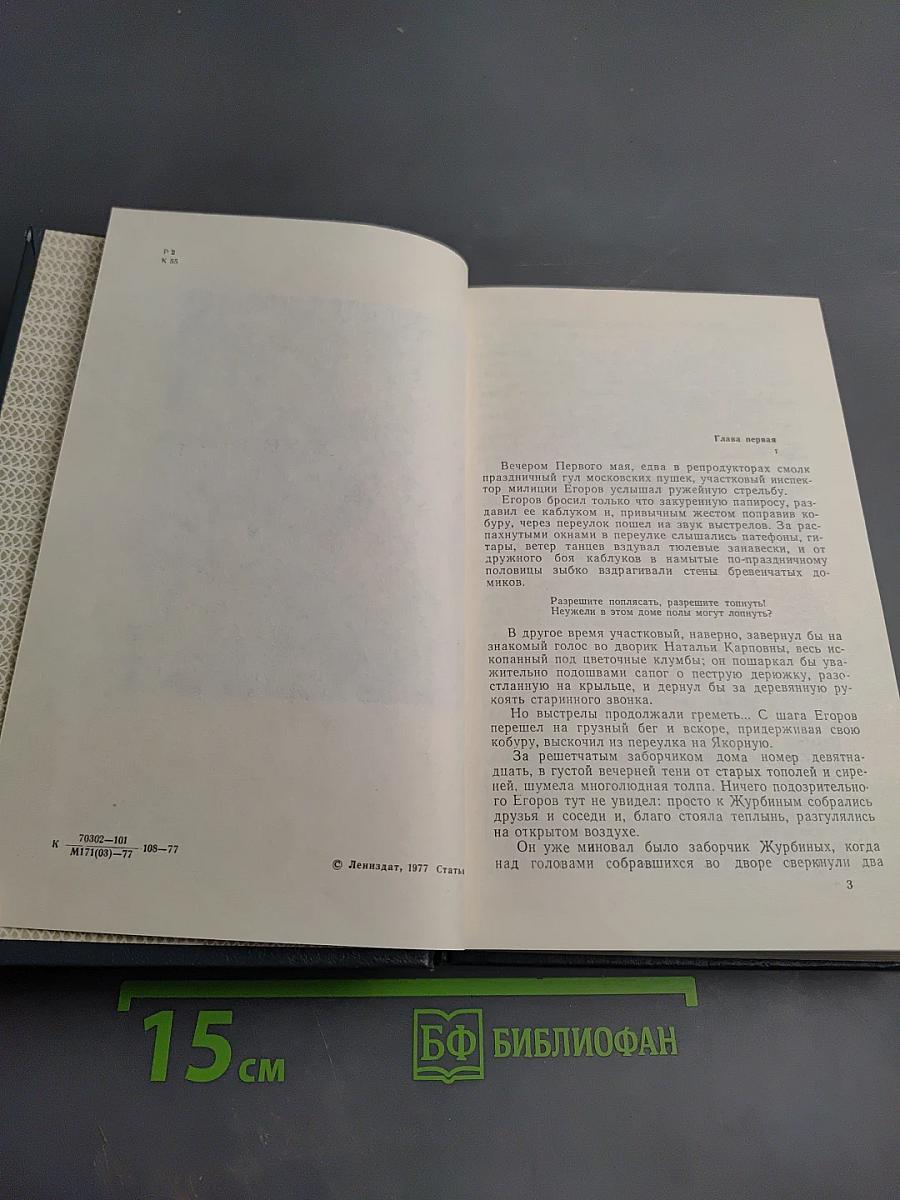 Р 2
К 55
К 70302—101 108—77
М171(03)—77
© Лениздат, 1977 Статы
Глава первая
1
Вечером Первого мая, едва в репродукторах смолк
праздничный гул московских пушек, участковый инспек-
тор милиции Егоров услышал ружейную стрельбу.
Егоров бросил только что закуренную папиросу, раз-
давил ее каблуком и, привычным жестом поправив ко-
буру, через переулок пошел на звук выстрелов. За рас-
пахнутыми окнами в переулке слышались патефоны, ги-
тары, ветер танцев вздувал тюлевые занавески, и от
дружного боя каблуков в намытые по-праздничному
половицы зыбко вздрагивали стены бревенчатых до-
миков.
Разрешите поплясать, разрешите топнуть!
Неужели в этом доме полы могут лопнуть?
В другое время участковый, наверно, завернул бы на
знакомый голос во дворик Натальи Карповны, весь ис-
копанный под цветочные клумбы; он пошаркал бы ува-
жительно подошвами сапог о пеструю дерюжку, разо-
стланную на крыльце, и дернул бы за деревянную ру-
коять старинного звонка.
Но выстрелы продолжали греметь... С шага Егоров
перешел на грузный бег и вскоре, придерживая свою
кобуру, выскочил из переулка на Якорную.
За решетчатым заборчиком дома номер девятна-
дцать, в густой вечерней тени от старых тополей и сире-
ней, шумела многолюдная толпа. Ничего подозрительно-
го Егоров тут не увидел: просто к Журбиным собрались
друзья и соседи и, благо стояла теплынь, разгулялись
на открытом воздухе.
Он уже миновал было заборчик Журбиных, когда
над головами собравшихся во дворе сверкнули два
3
15 см
БФ БИБЛИОФАН